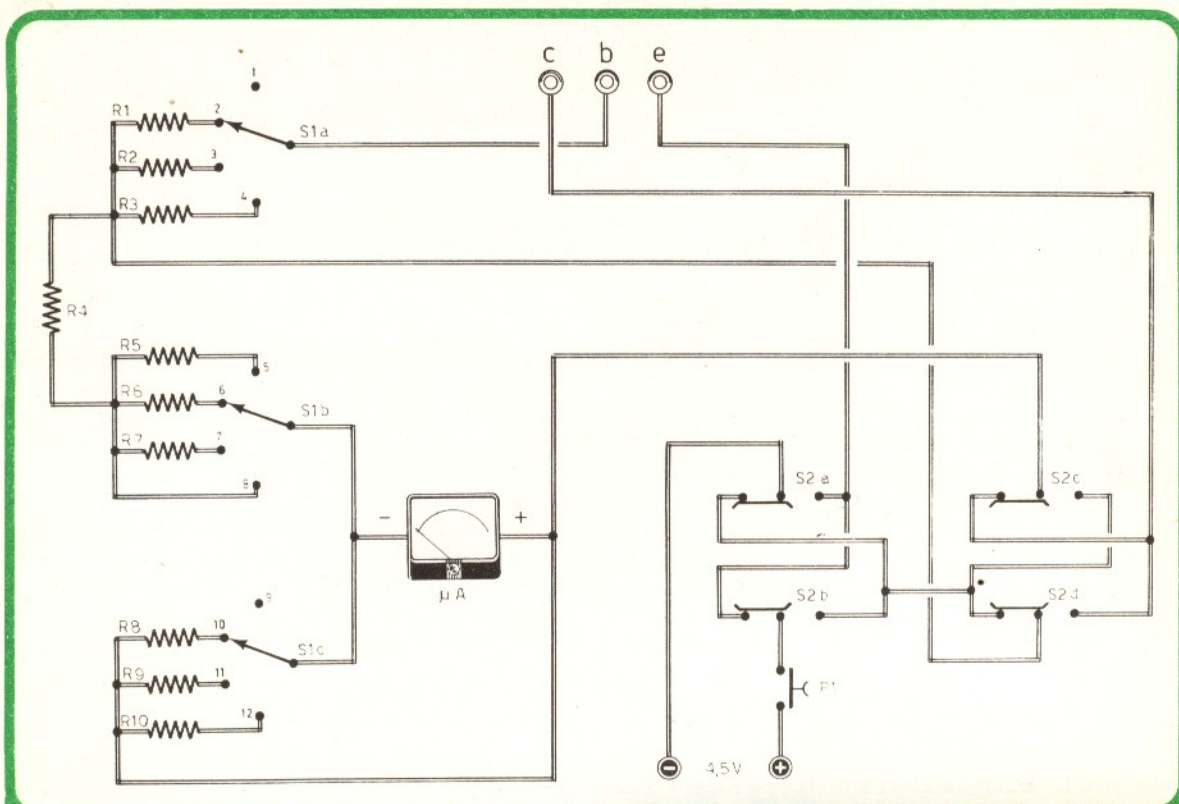 c b e
1
R1 2 S1a
R2 3
R3 4
R4
R5 5
R6 6 S1b
R7 7
8
− +
μA
S2a S2c
S2b S2d
P1
9
R8 10 S1c
R9 11
R10 12
4,5V